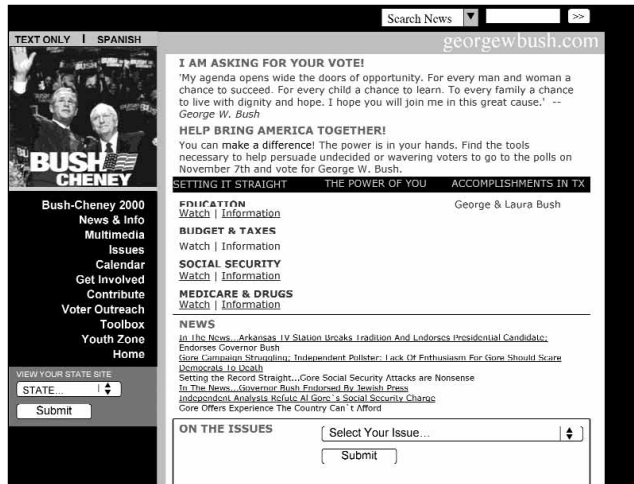 Search News
>>
TEXT ONLY | SPANISH
georgewbush.com
BUSH
CHENEY
Bush-Cheney 2000
News & Info
Multimedia
Issues
Calendar
Get Involved
Contribute
Voter Outreach
Toolbox
Youth Zone
Home
VIEW YOUR STATE SITE
STATE...
Submit
I AM ASKING FOR YOUR VOTE!
'My agenda opens wide the doors of opportunity. For every man and woman a
chance to succeed. For every child a chance to learn. To every family a chance
to live with dignity and hope. I hope you will join me in this great cause.' --
George W. Bush
HELP BRING AMERICA TOGETHER!
You can make a difference! The power is in your hands. Find the tools
necessary to help persuade undecided or wavering voters to go to the polls on
November 7th and vote for George W. Bush.
SETTING IT STRAIGHT THE POWER OF YOU ACCOMPLISHMENTS IN TX
EDUCATION
Watch | Information
George & Laura Bush
BUDGET & TAXES
Watch | Information
SOCIAL SECURITY
Watch | Information
MEDICARE & DRUGS
Watch | Information
NEWS
In The News...Arkansas TV Station Breaks Tradition And Endorses Presidential Candidate;
Endorses Governor Bush
Gore Campaign Struggling; Independent Pollster: Lack Of Enthusiasm For Gore Should Scare
Democrats To Death
Setting the Record Straight...Gore Social Security Attacks are Nonsense
In The News...Governor Bush Endorsed By Jewish Press
Independent Analysis Refute Al Gore`s Social Security Charge
Gore Offers Experience The Country Can`t Afford
ON THE ISSUES
Select Your Issue...
Submit